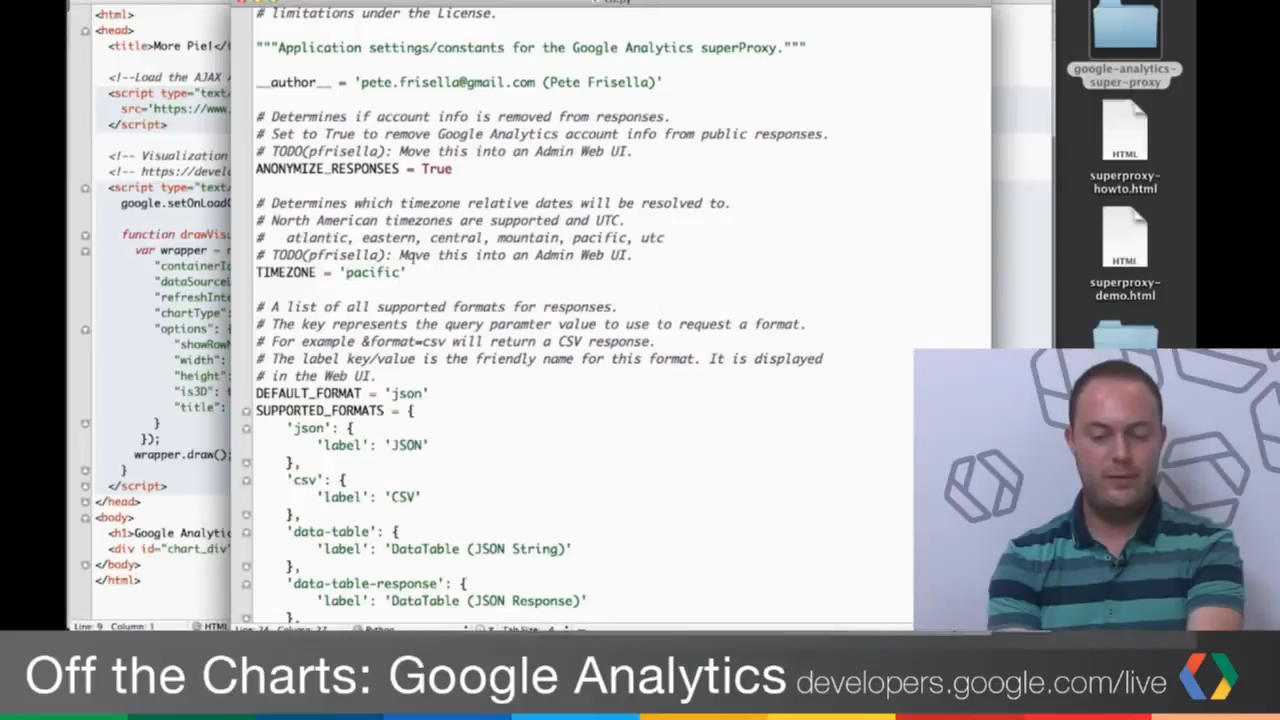 <html>
<head>
<title>More Pie!</
<!--Load the AJAX
<script type="text/
src='https://www.
</script>
<!-- Visualization
<!-- https://devel
<script type="text/
google.setOnLoad
function drawVis
var wrapper =
"containerId
"dataSource
"refreshInte
"chartType":
"options": {
"showRow
"width":
"height":
"is3D":
"title":
}
});
wrapper.draw();
}
</script>
</head>
<body>
<h1>Google Analytic
<div id="chart_div"
</body>
</html>
Line: 9 Column: 1
HTML
# limitations under the License.
"""Application settings/constants for the Google Analytics superProxy."""
__author__ = 'pete.frisella@gmail.com (Pete Frisella)'
# Determines if account info is removed from responses.
# Set to True to remove Google Analytics account info from public responses.
# TODO(pfrisella): Move this into an Admin Web UI.
ANONYMIZE_RESPONSES = True
# Determines which timezone relative dates will be resolved to.
# North American timezones are supported and UTC.
# atlantic, eastern, central, mountain, pacific, utc
# TODO(pfrisella): Move this into an Admin Web UI.
TIMEZONE = 'pacific'
# A list of all supported formats for responses.
# The key represents the query paramter value to use to request a format.
# For example &format=csv will return a CSV response.
# The label key/value is the friendly name for this format. It is displayed
# in the Web UI.
DEFAULT_FORMAT = 'json'
SUPPORTED_FORMATS = {
'json': {
'label': 'JSON'
},
'csv': {
'label': 'CSV'
},
'data-table': {
'label': 'DataTable (JSON String)'
},
'data-table-response': {
'label': 'DataTable (JSON Response)'
},
google-analytics-
super-proxy
HTML
superproxy-
howto.html
HTML
superproxy-
demo.html
Off the Charts: Google Analytics developers.google.com/live